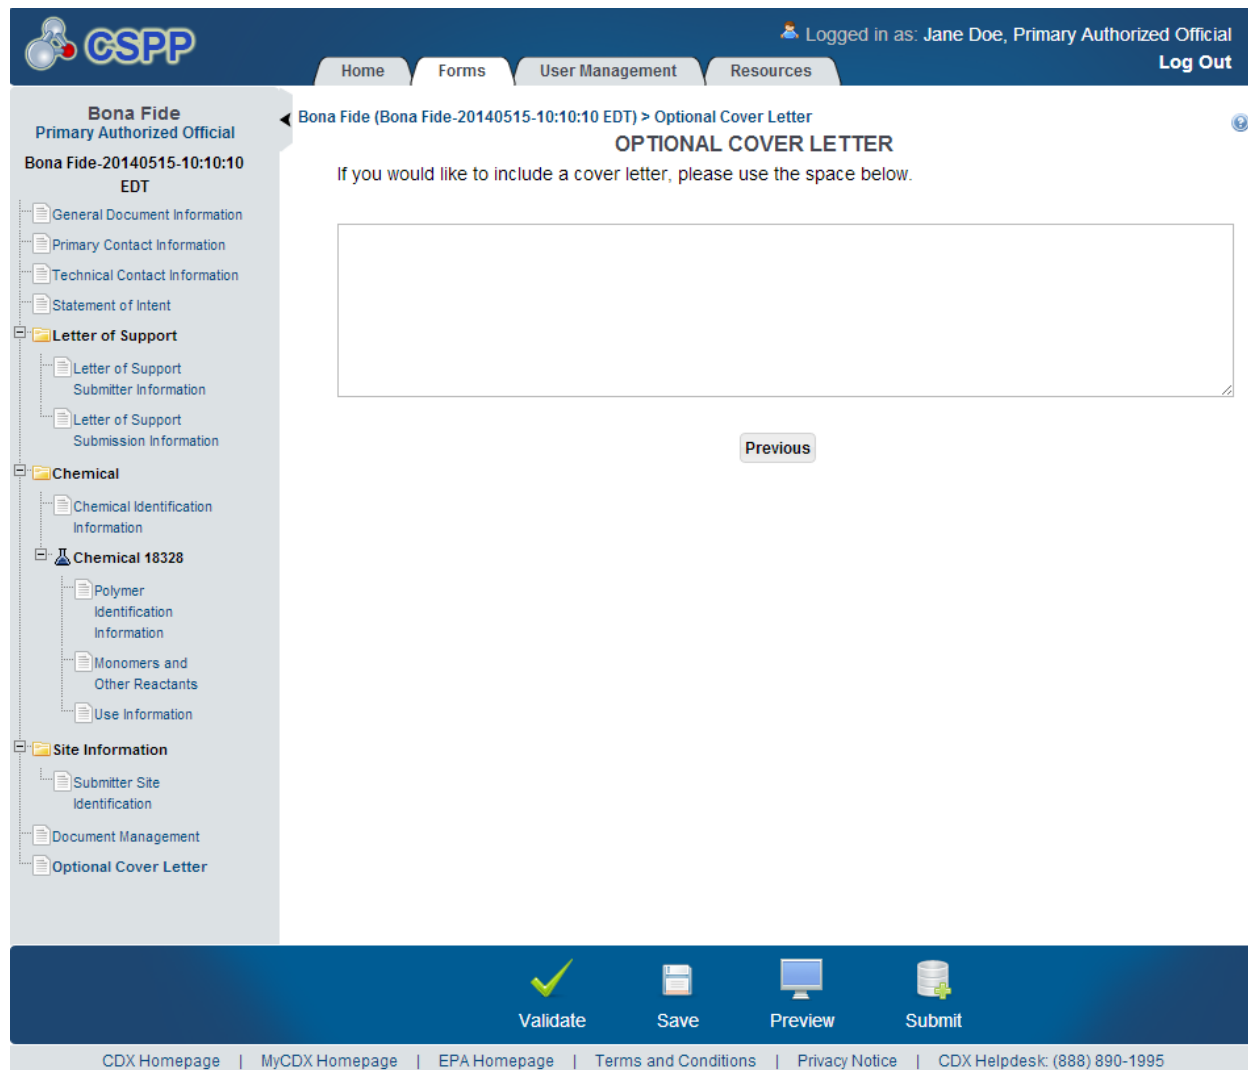 CSPP
Logged in as: Jane Doe, Primary Authorized Official
Log Out
Home
Forms
User Management
Resources
Bona Fide
Primary Authorized Official
Bona Fide-20140515-10:10:10
EDT
General Document Information
Primary Contact Information
Technical Contact Information
Statement of Intent
Letter of Support
Letter of Support
Submitter Information
Letter of Support
Submission Information
Chemical
Chemical Identification
Information
Chemical 18328
Polymer
Identification
Information
Monomers and
Other Reactants
Use Information
Site Information
Submitter Site
Identification
Document Management
Optional Cover Letter
Bona Fide (Bona Fide-20140515-10:10:10 EDT) > Optional Cover Letter
OPTIONAL COVER LETTER
If you would like to include a cover letter, please use the space below.
Previous
Validate
Save
Preview
Submit
CDX Homepage | MyCDX Homepage | EPA Homepage | Terms and Conditions | Privacy Notice | CDX Helpdesk: (888) 890-1995